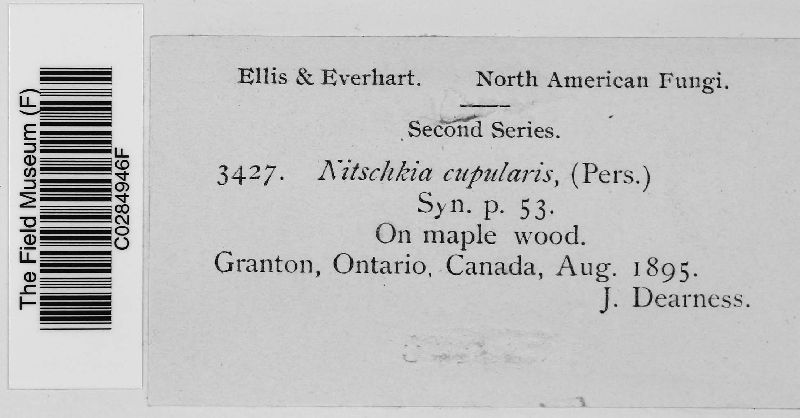 The Field Museum (F)
C0284946F
Ellis & Everhart. North American Fungi.
Second Series.
3427. Nitschkia cupularis, (Pers.)
Syn. p. 53.
On maple wood.
Granton, Ontario, Canada, Aug. 1895.
J. Dearness.